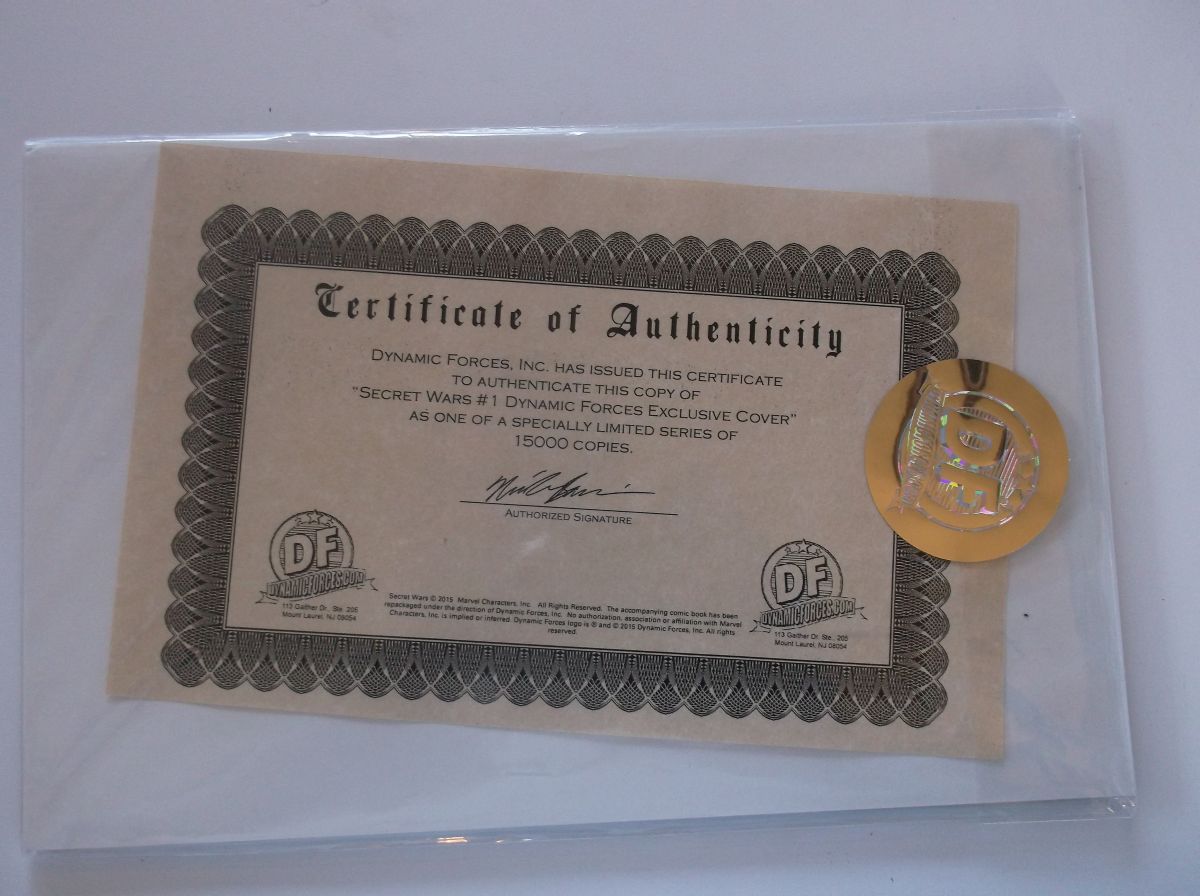 Certificate of Authenticity
DYNAMIC FORCES, INC. HAS ISSUED THIS CERTIFICATE
TO AUTHENTICATE THIS COPY OF
"SECRET WARS #1 DYNAMIC FORCES EXCLUSIVE COVER"
AS ONE OF A SPECIALLY LIMITED SERIES OF
15000 COPIES.
AUTHORIZED SIGNATURE
DF
DYNAMICFORCES.COM
113 Gaither Dr. Ste. 205
Mount Laurel, NJ 08054
Secret Wars © 2015 Marvel Characters, Inc. All Rights Reserved. The accompanying comic book has been
repackaged under the direction of Dynamic Forces, Inc. No authorization, association or affiliation with Marvel
Characters, Inc. is implied or inferred. Dynamic Forces logo is ® and © 2015 Dynamic Forces, Inc. All rights
reserved.
DF
DYNAMICFORCES.COM
113 Gaither Dr. Ste., 205
Mount Laurel, NJ 08054
DF